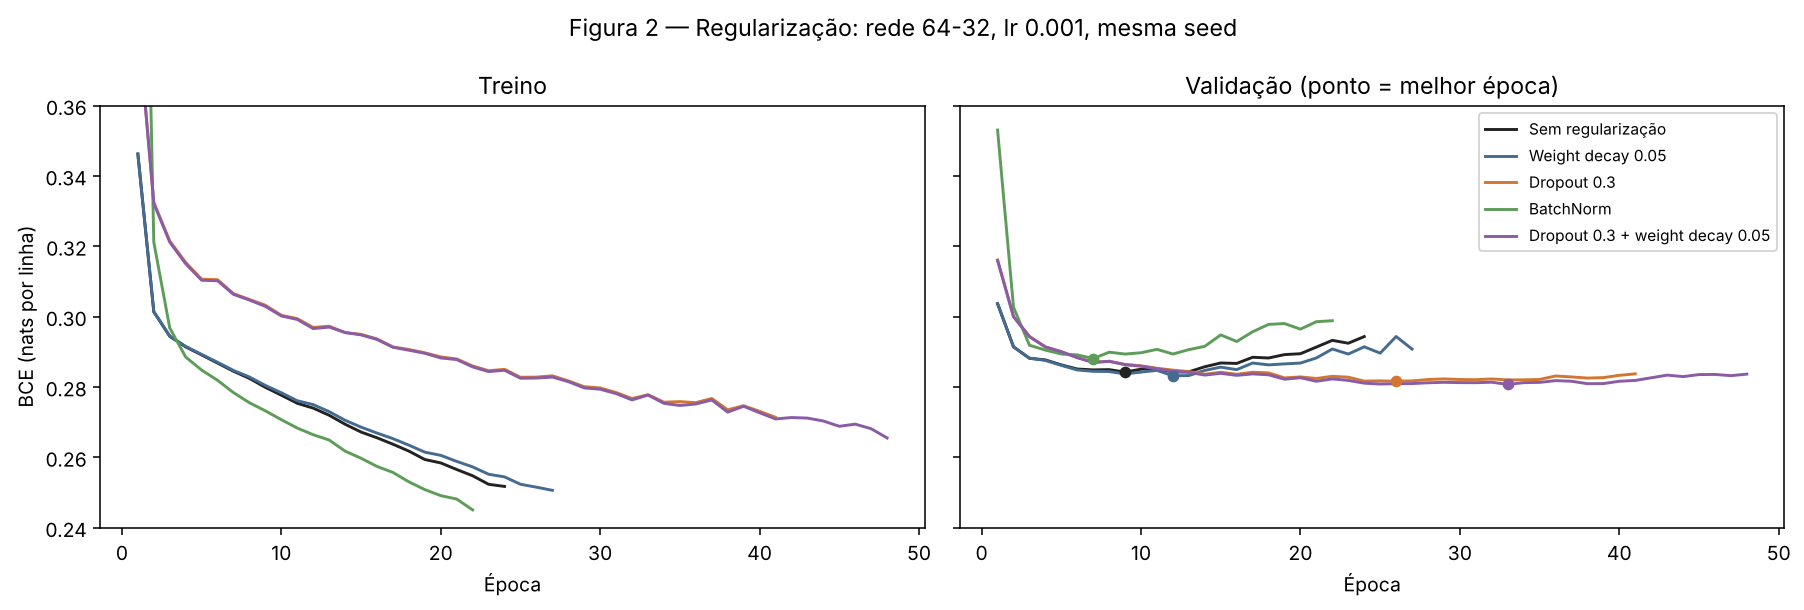 Figura 2 — Regularização: rede 64-32, lr 0.001, mesma seed
Treino
BCE (nats por linha)
0.36
0.34
0.32
0.30
0.28
0.26
0.24
0
10
20
30
40
50
Época
Validação (ponto = melhor época)
Sem regularização
Weight decay 0.05
Dropout 0.3
BatchNorm
Dropout 0.3 + weight decay 0.05
0
10
20
30
40
50
Época